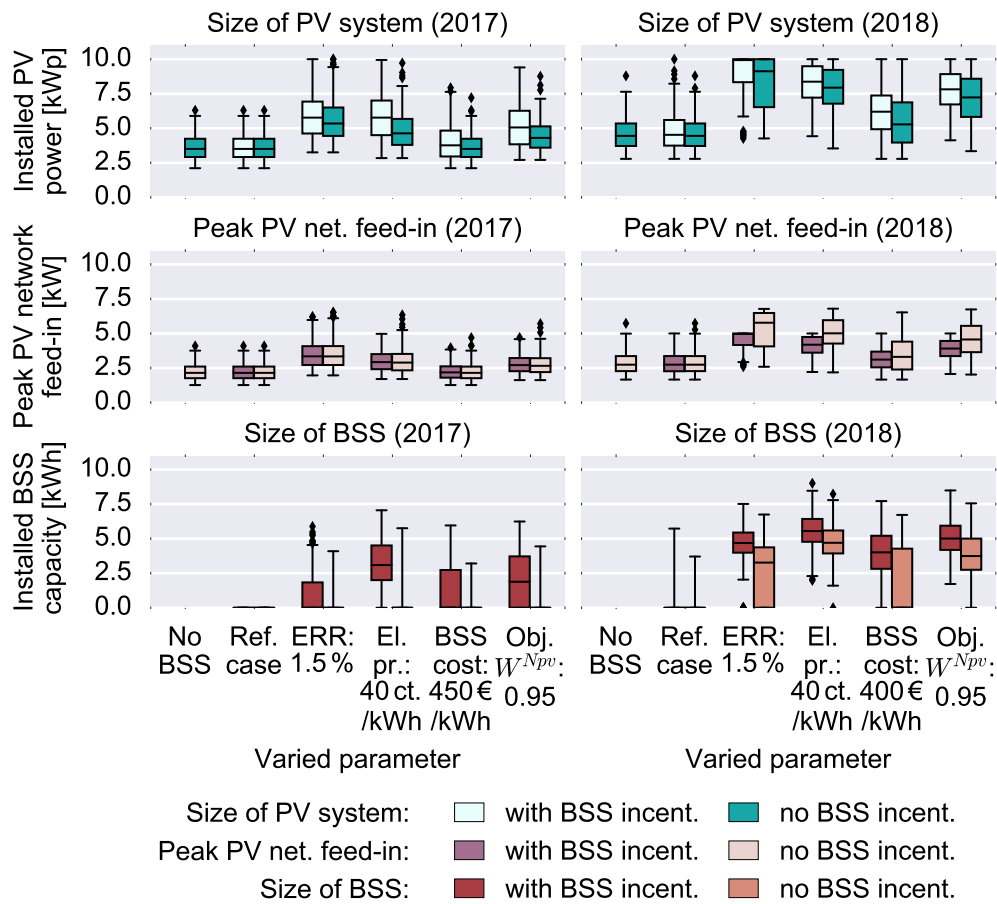 Size of PV system (2017)
Size of PV system (2018)
Installed PV
power [kWp]
10.0
7.5
5.0
2.5
0.0
Peak PV net. feed-in (2017)
Peak PV net. feed-in (2018)
Peak PV network
feed-in [kW]
10.0
7.5
5.0
2.5
0.0
Size of BSS (2017)
Size of BSS (2018)
Installed BSS
capacity [kWh]
10.0
7.5
5.0
2.5
0.0
No
BSS
Ref.
case
ERR:
1.5 %
El.
pr.:
40 ct.
/kWh
BSS
cost:
450 €
/kWh
Obj.
W^{Npv}:
0.95
No
BSS
Ref.
case
ERR:
1.5 %
El.
pr.:
40 ct.
/kWh
BSS
cost:
400 €
/kWh
Obj.
W^{Npv}:
0.95
Varied parameter
Varied parameter
Size of PV system: with BSS incent. no BSS incent.
Peak PV net. feed-in: with BSS incent. no BSS incent.
Size of BSS: with BSS incent. no BSS incent.